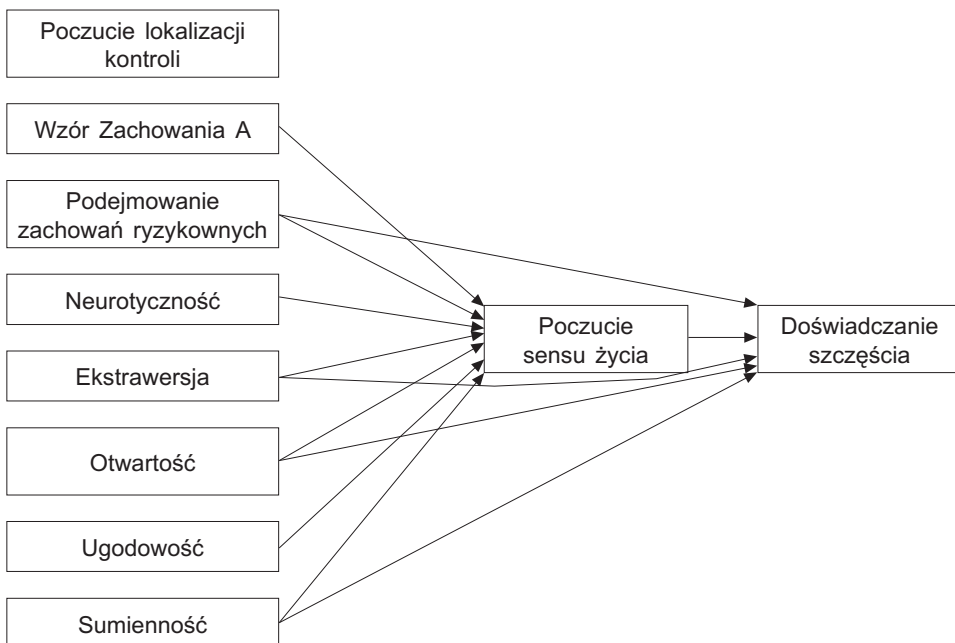 Poczucie lokalizacji
kontroli
Wzór Zachowania A
Podejmowanie
zachowań ryzykownych
Neurotyczność
Ekstrawersja
Otwartość
Ugodowość
Sumienność
Poczucie
sensu życia
Doświadczanie
szczęścia